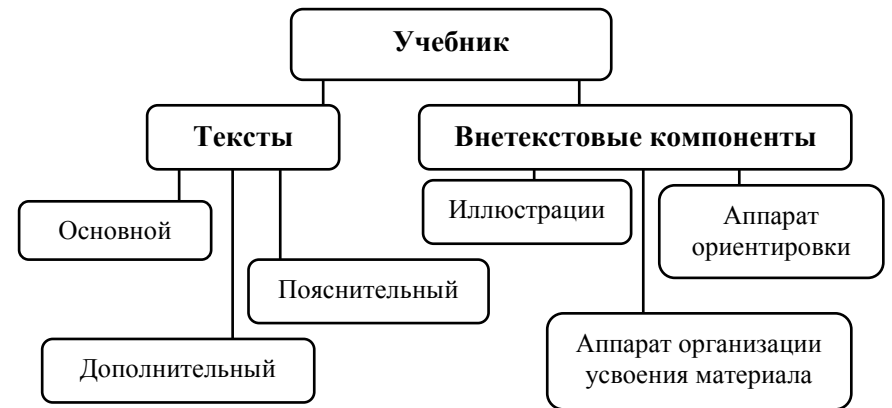 Учебник
Тексты
Внетекстовые компоненты
Основной
Пояснительный
Дополнительный
Иллюстрации
Аппарат
ориентировки
Аппарат организации
усвоения материала